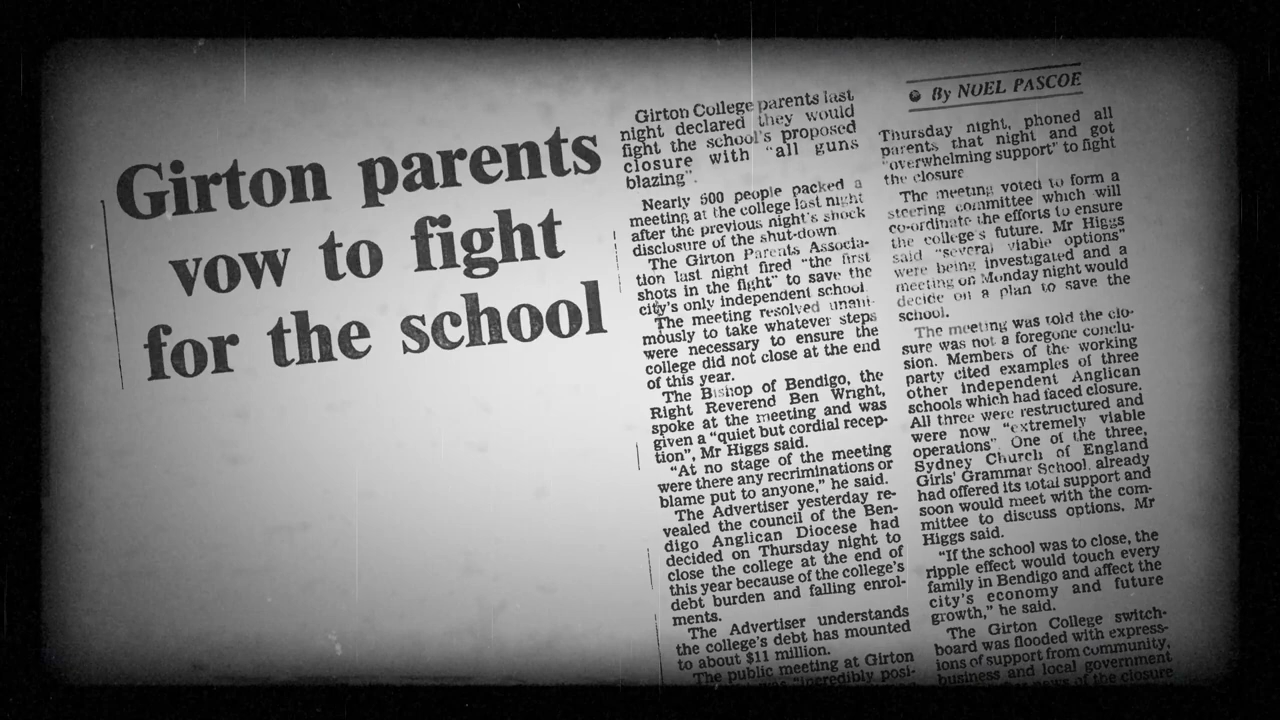 Girton parents
vow to fight
for the school
Girton College parents last
night declared they would
fight the school's proposed
closure with "all guns
blazing".
Nearly 500 people packed a
meeting at the college last night
after the previous night's shock
disclosure of the shut-down
The Girton Parents Associa-
tion last night fired "the first
shots in the fight" to save the
city's only independent school.
The meeting resolved unani-
mously to take whatever steps
were necessary to ensure the
college did not close at the end
of this year.
The Bishop of Bendigo, the
Right Reverend Ben Wright,
spoke at the meeting and was
given a "quiet but cordial recep-
tion", Mr Higgs said.
"At no stage of the meeting
were there any recriminations or
blame put to anyone," he said.
The Advertiser yesterday re-
vealed the council of the Ben-
digo Anglican Diocese had
decided on Thursday night to
close the college at the end of
this year because of the college's
debt burden and falling enrol-
ments.
The Advertiser understands
the college's debt has mounted
to about $11 million.
The public meeting at Girton
was "incredibly posi-
By NOEL PASCOE
Thursday night, phoned all
parents that night and got
"overwhelming support" to fight
the closure
The meeting voted to form a
steering committee which will
co-ordinate the efforts to ensure
the college's future. Mr Higgs
said "several viable options"
were being investigated and a
meeting on Monday night would
decide on a plan to save the
school.
The meeting was told the clo-
sure was not a foregone conclu-
sion. Members of the working
party cited examples of three
other independent Anglican
schools which had faced closure.
All three were restructured and
were now "extremely viable
operations". One of the three,
Sydney Church of England
Girls' Grammar School, already
had offered its total support and
soon would meet with the com-
mittee to discuss options, Mr
Higgs said.
"If the school was to close, the
ripple effect would touch every
family in Bendigo and affect the
city's economy and future
growth," he said.
The Girton College switch-
board was flooded with express-
ions of support from community,
business and local government
news of the closure